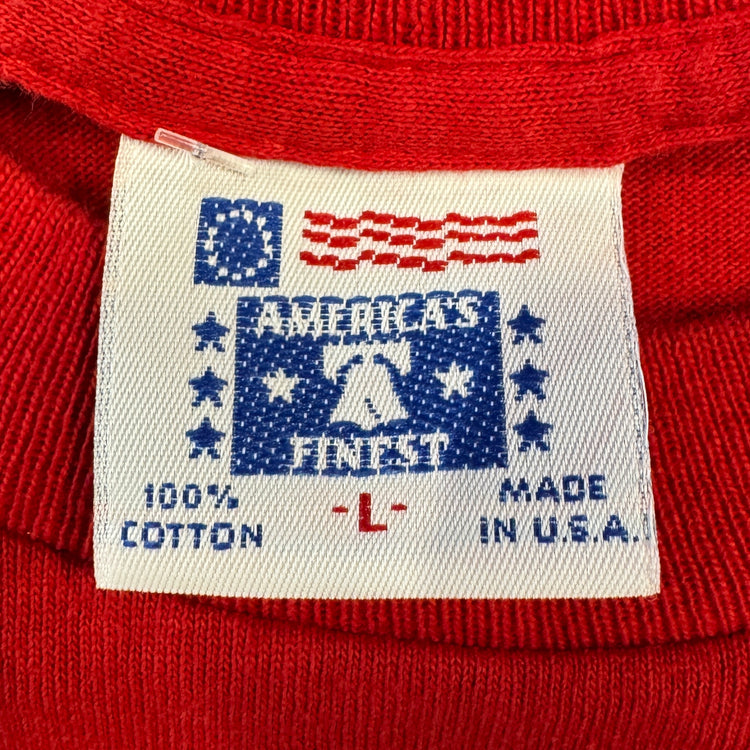 AMERICA'S
FINEST
100%
COTTON
-L-
MADE
IN U.S.A.